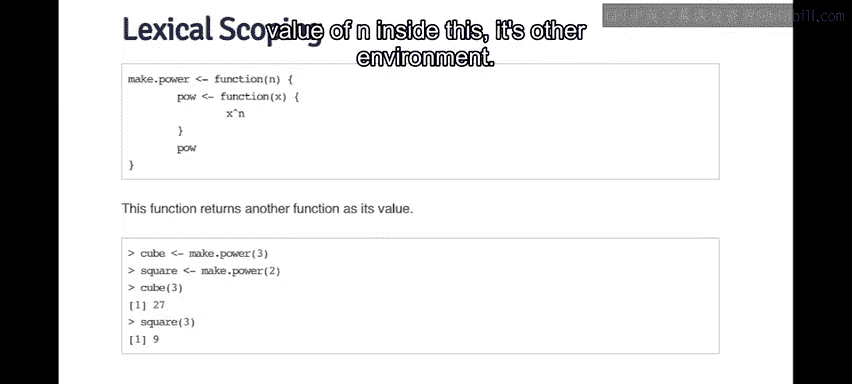 Lexical Scoping
value of n inside this, it's other
environment.
make.power <- function(n) {
pow <- function(x) {
x^n
}
pow
}
This function returns another function as its value.
> cube <- make.power(3)
> square <- make.power(2)
> cube(3)
[1] 27
> square(3)
[1] 9